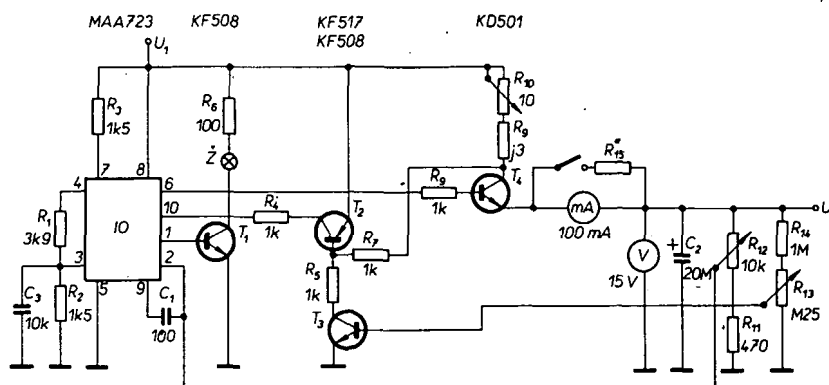 MAA723 KF508 KF517 KD501
KF508
U₁
R₃
1k5
R₆
100
Ž
R₁₀
10
R₉
j3
R₁₅*
4 7 8 6 10 1 2 3 5 9
IO
R₁
3k9
R₄
1k
T₁
T₂
R₇
1k
R₉
1k
T₄
mA
100 mA
U
C₃
10k
R₂
1k5
C₁
100
R₅
1k
T₃
V
15 V
+ C₂
20M
R₁₂
10k
R₁₄
1M
R₁₃
M25
R₁₁
470